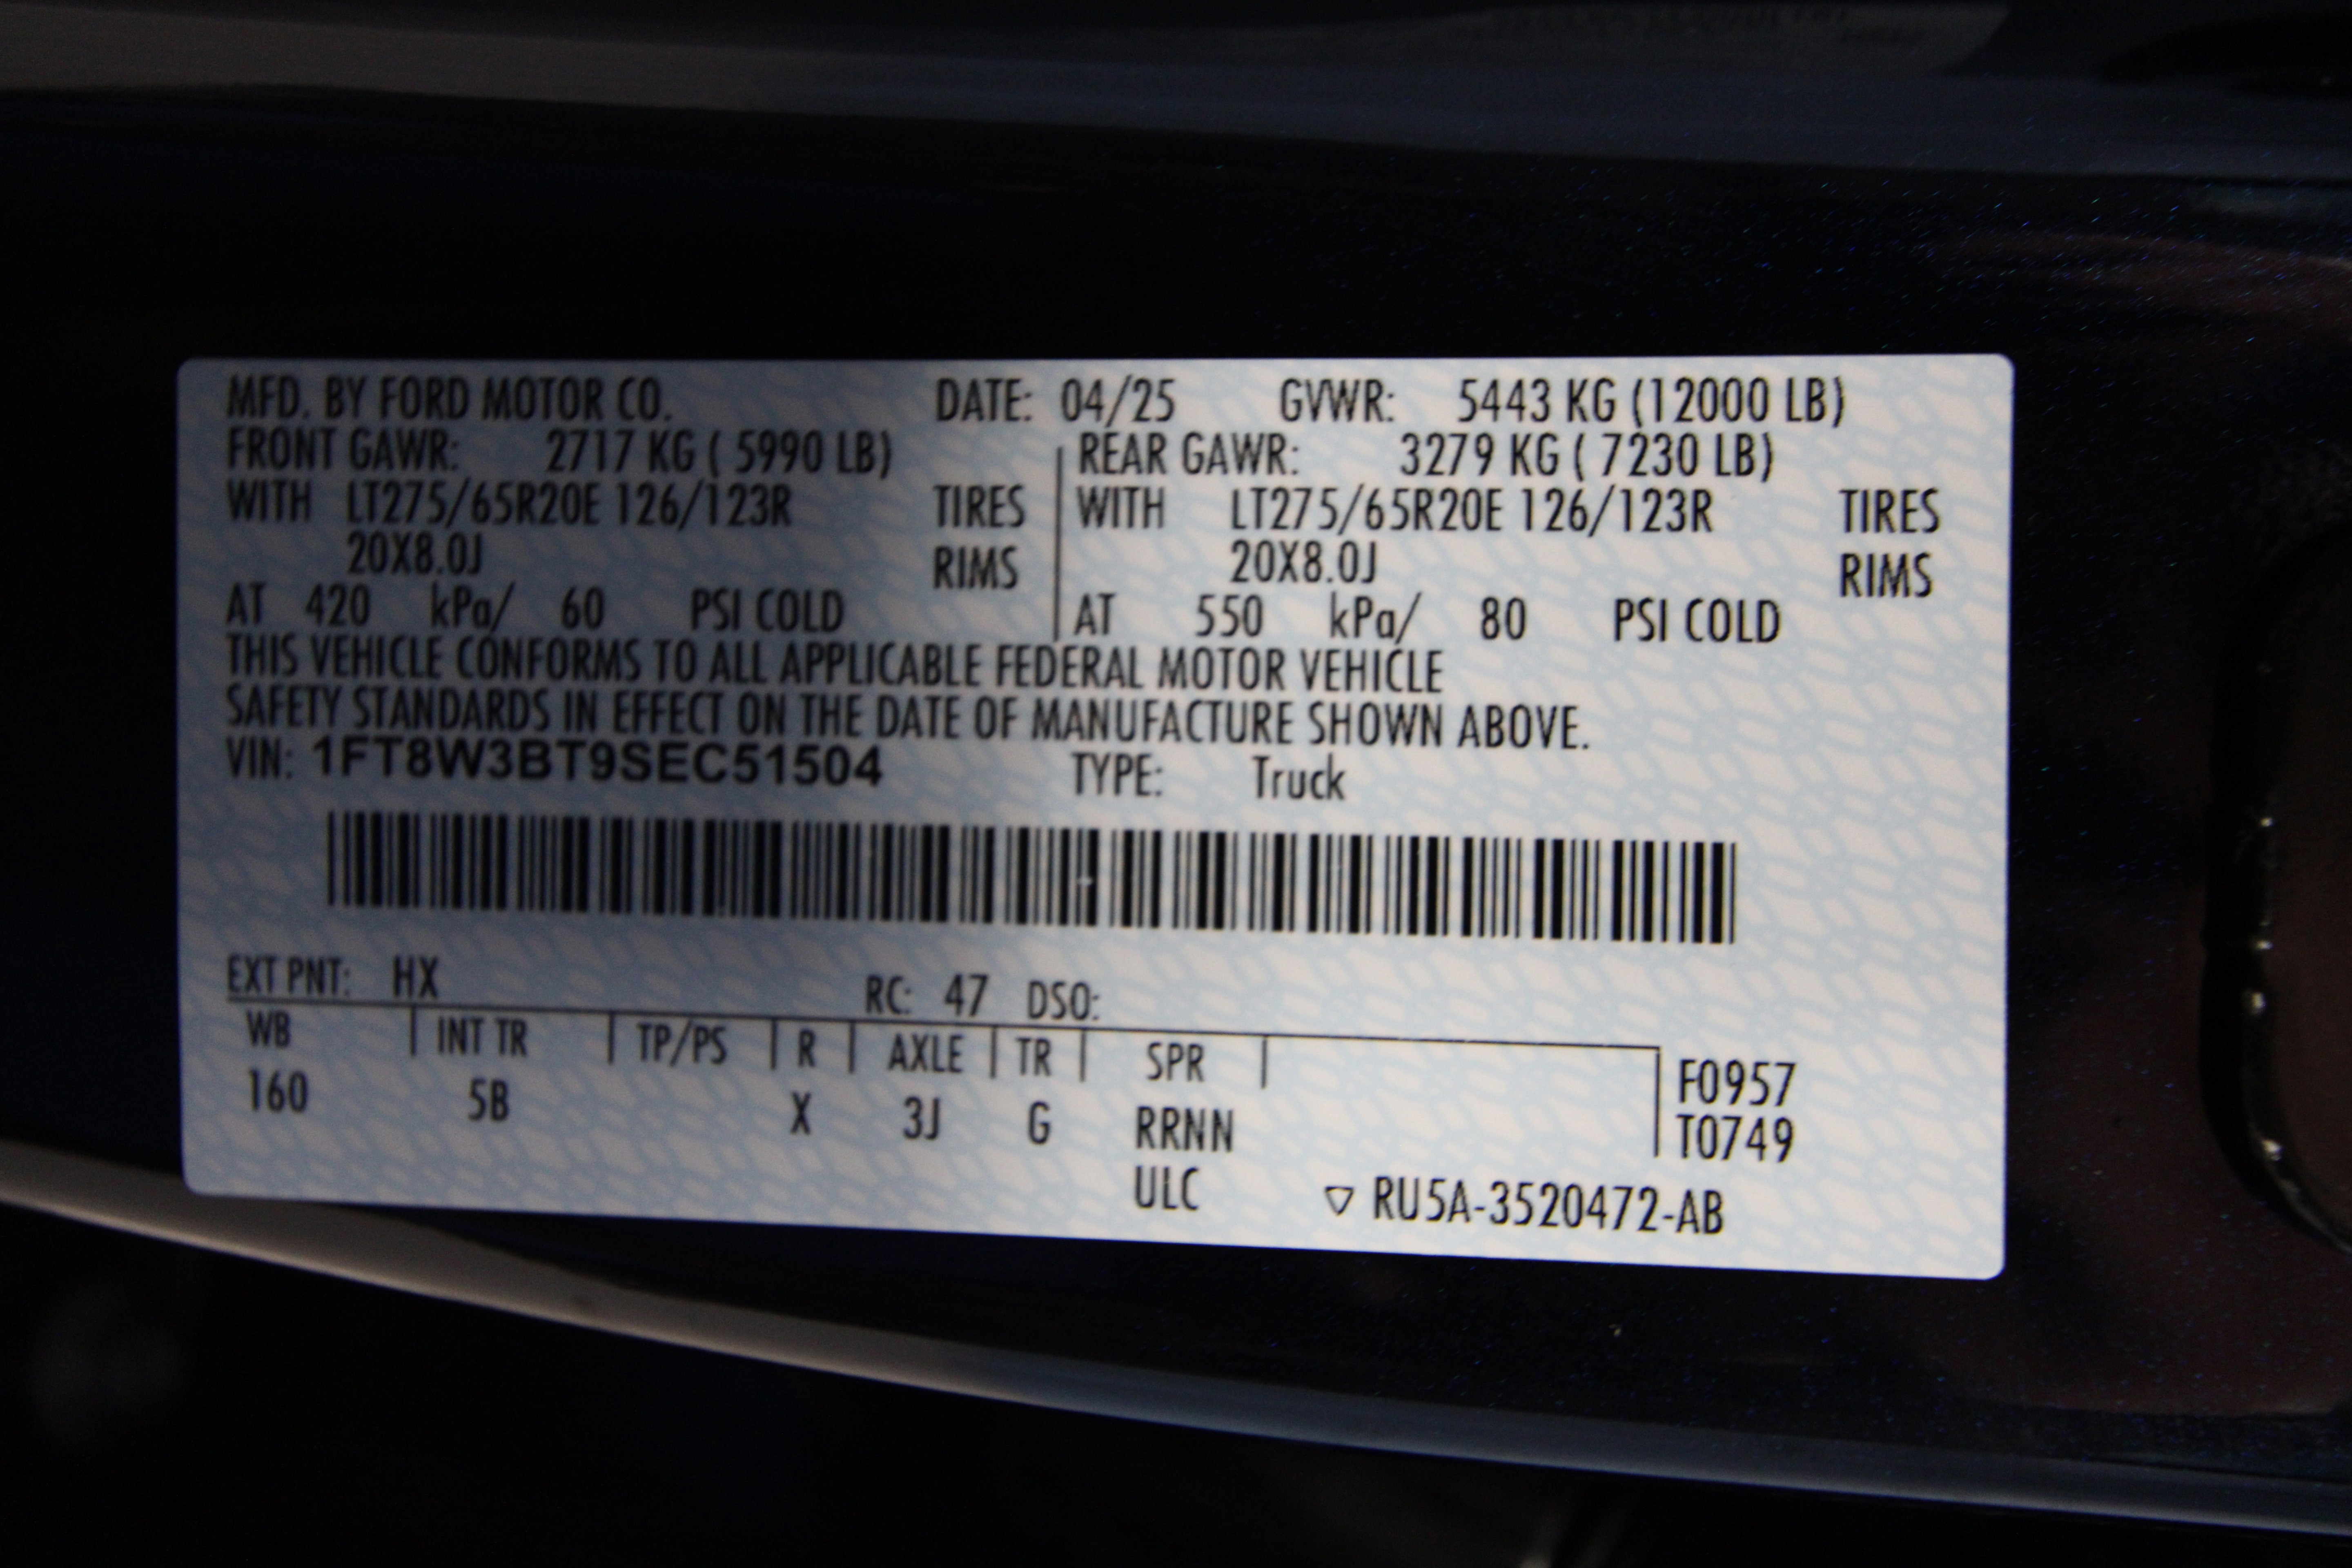 MFD. BY FORD MOTOR CO. DATE: 04/25 GVWR: 5443 KG (12000 LB)
FRONT GAWR: 2717 KG ( 5990 LB) REAR GAWR: 3279 KG ( 7230 LB)
WITH LT275/65R20E 126/123R TIRES WITH LT275/65R20E 126/123R TIRES
20X8.0J RIMS 20X8.0J RIMS
AT 420 kPa/ 60 PSI COLD AT 550 kPa/ 80 PSI COLD
THIS VEHICLE CONFORMS TO ALL APPLICABLE FEDERAL MOTOR VEHICLE
SAFETY STANDARDS IN EFFECT ON THE DATE OF MANUFACTURE SHOWN ABOVE.
VIN: 1FT8W3BT9SEC51504 TYPE: Truck
EXT PNT: HX RC: 47 DSO:
WB INT TR TP/PS R AXLE TR SPR
160 5B X 3J G RRNN
F0957
T0749
ULC ▽ RU5A-3520472-AB